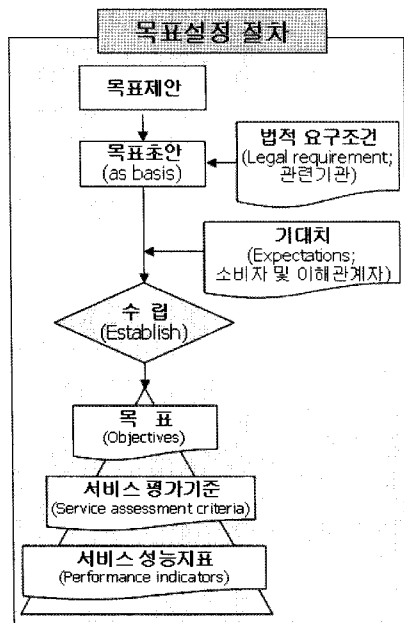 목표설정 절차
목표제안
목표초안
(as basis)
법적 요구조건
(Legal requirement;
관련기관)
기대치
(Expectations;
소비자 및 이해관계자)
수 립
(Establish)
목 표
(Objectives)
서비스 평가기준
(Service assessment criteria)
서비스 성능지표
(Performance indicators)